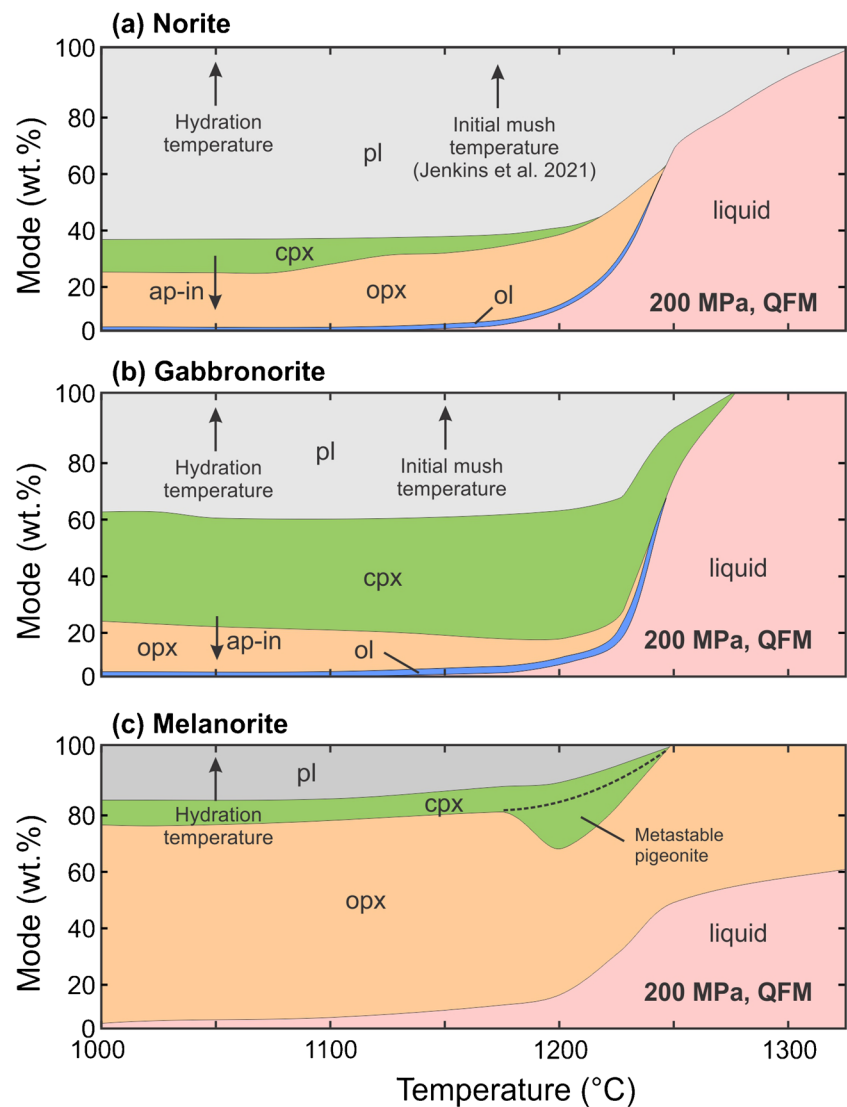 (a) Norite
100
80
60
40
20
0
Mode (wt.%)
Hydration
temperature
Initial mush
temperature
(Jenkins et al. 2021)
pl
cpx
ap-in
opx
ol
liquid
200 MPa, QFM
(b) Gabbronorite
100
80
60
40
20
0
Mode (wt.%)
pl
Hydration
temperature
Initial mush
temperature
cpx
opx
ap-in
ol
liquid
200 MPa, QFM
(c) Melanorite
100
80
60
40
20
0
Mode (wt.%)
pl
cpx
Hydration
temperature
Metastable
pigeonite
opx
liquid
200 MPa, QFM
1000
1100
1200
1300
Temperature (°C)